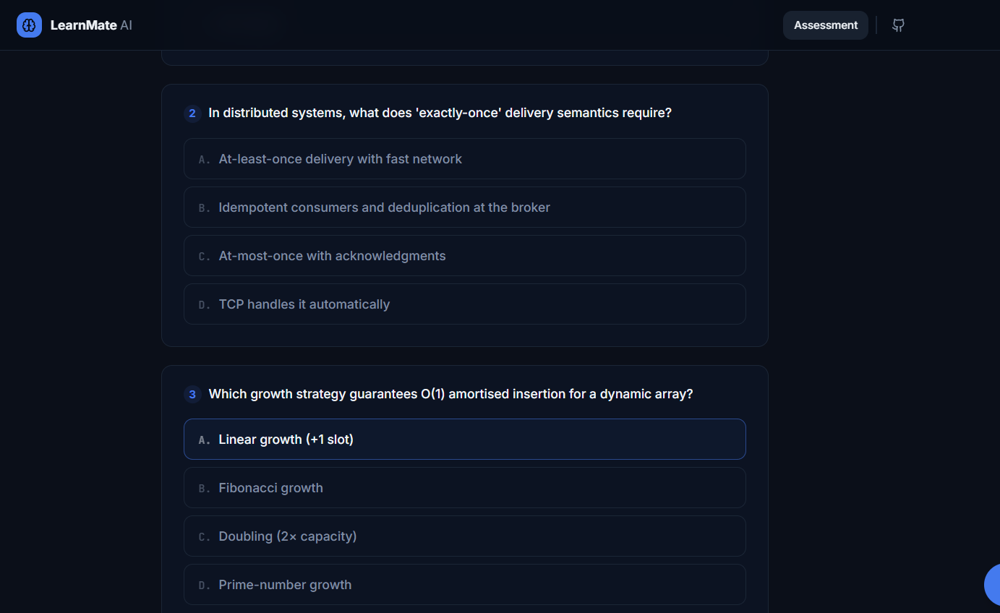 LearnMate AI
Assessment
2 In distributed systems, what does 'exactly-once' delivery semantics require?
A. At-least-once delivery with fast network
B. Idempotent consumers and deduplication at the broker
C. At-most-once with acknowledgments
D. TCP handles it automatically
3 Which growth strategy guarantees O(1) amortised insertion for a dynamic array?
A. Linear growth (+1 slot)
B. Fibonacci growth
C. Doubling (2× capacity)
D. Prime-number growth